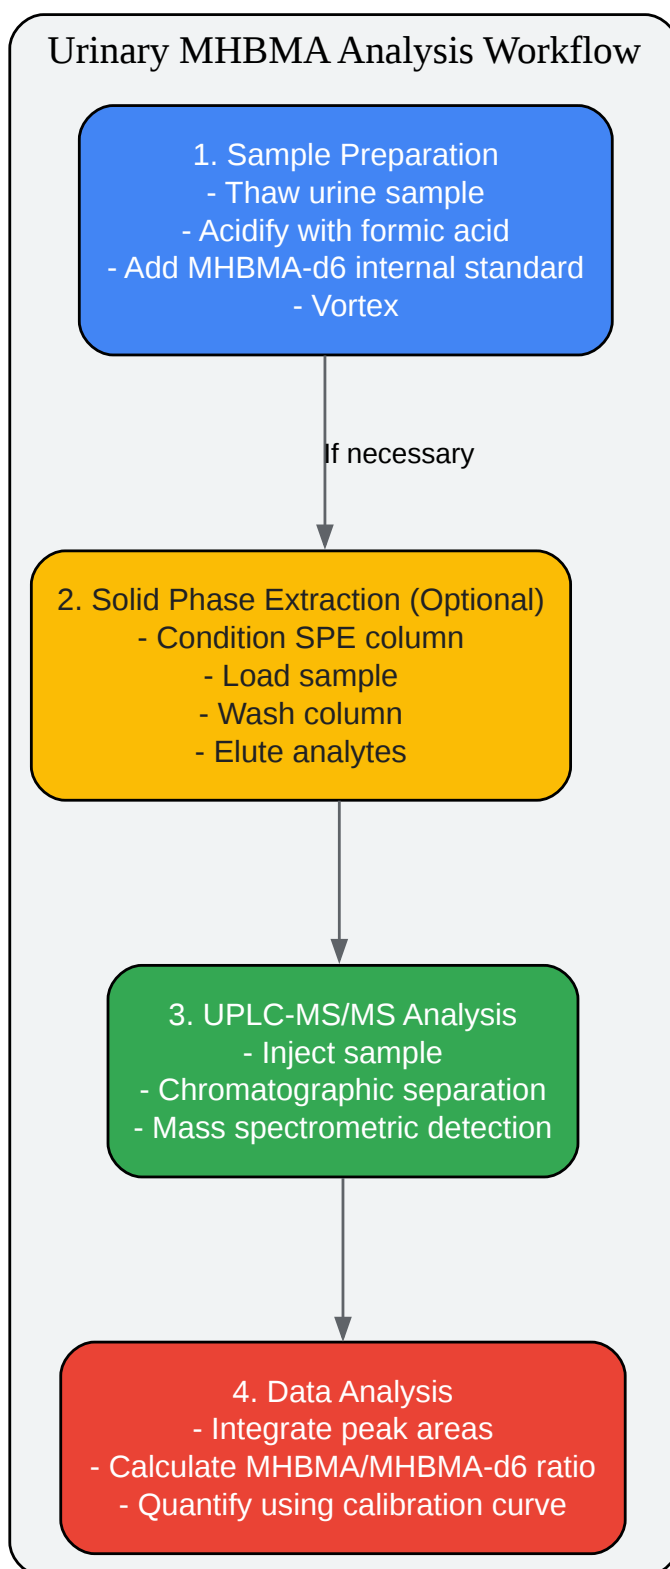 Urinary MHBMA Analysis Workflow
1. Sample Preparation
- Thaw urine sample
- Acidify with formic acid
- Add MHBMA-d6 internal standard
- Vortex
If necessary
2. Solid Phase Extraction (Optional)
- Condition SPE column
- Load sample
- Wash column
- Elute analytes
3. UPLC-MS/MS Analysis
- Inject sample
- Chromatographic separation
- Mass spectrometric detection
4. Data Analysis
- Integrate peak areas
- Calculate MHBMA/MHBMA-d6 ratio
- Quantify using calibration curve